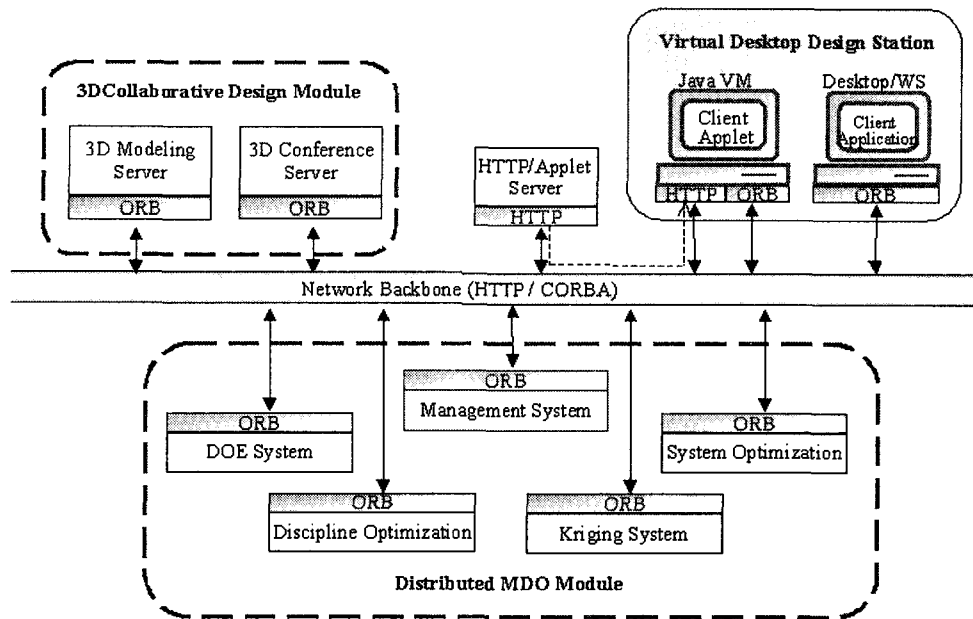 Virtual Desktop Design Station
Java VM
Desktop/WS
Client
Applet
Client
Application
HTTP
ORB
ORB
3DCollaborative Design Module
3D Modeling
Server
ORB
3D Conference
Server
ORB
HTTP/Applet
Server
HTTP
Network Backbone (HTTP / CORBA)
ORB
Management System
ORB
DOE System
ORB
System Optimization
ORB
Discipline Optimization
ORB
Kriging System
Distributed MDO Module